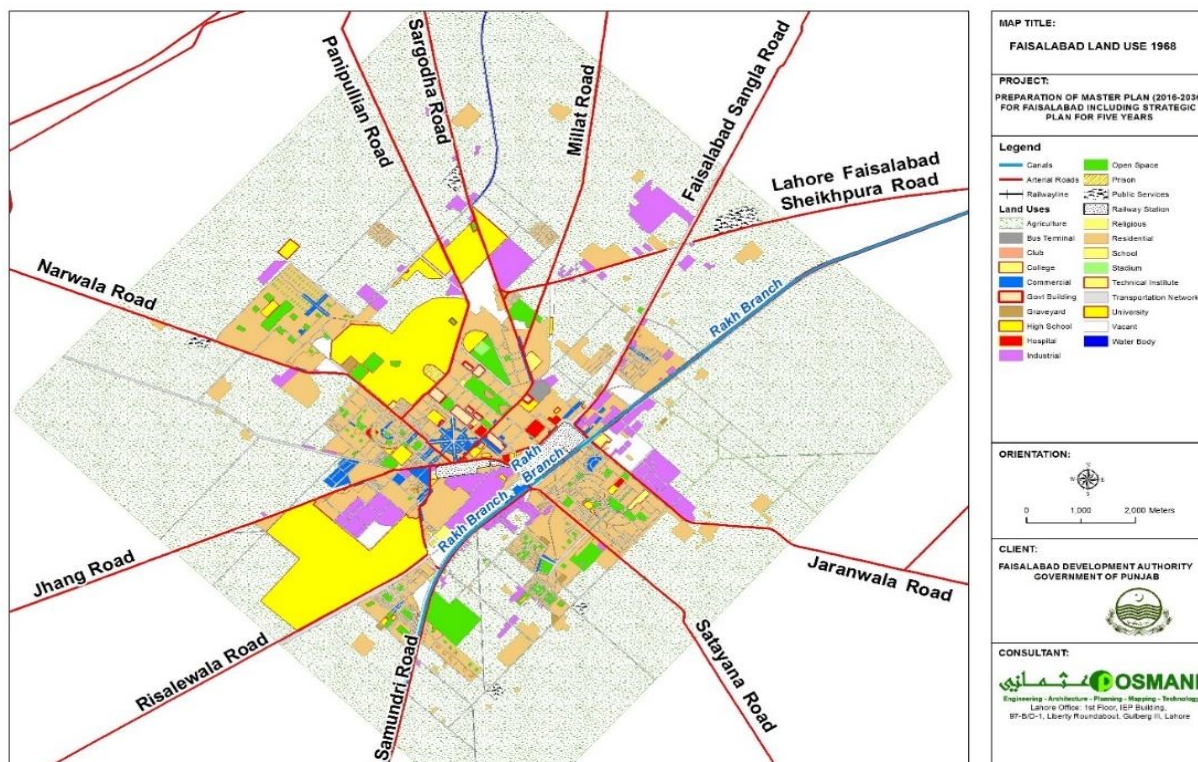 Panipullian Road
Sargodha Road
Millat Road
Faisalabad Sangla Road
Lahore Faisalabad
Sheikhpura Road
Narwala Road
Rakh Branch
Rakh
Branch
Rakh Branch
Jhang Road
Risalewala Road
Samundri Road
Satayana Road
Jaranwala Road
MAP TITLE:
FAISALABAD LAND USE 1968
PROJECT:
PREPARATION OF MASTER PLAN (2016-203
FOR FAISALABAD INCLUDING STRATEGIC
PLAN FOR FIVE YEARS
Legend
Canals
Arterial Roads
Railwayline
Land Uses
Agriculture
Bus Terminal
Club
College
Commercial
Govt Building
Graveyard
High School
Hospital
Industrial
Open Space
Prison
Public Services
Railway Station
Religious
Residential
School
Stadium
Technical Institute
Transportation Network
University
Vacant
Water Body
ORIENTATION:
N
W E
S
0 1,000 2,000 Meters
CLIENT:
FAISALABAD DEVELOPMENT AUTHORITY
GOVERNMENT OF PUNJAB
CONSULTANT:
عثمانی OSMANI
Engineering - Architecture - Planning - Mapping - Technology
Lahore Office: 1st Floor, IEP Building,
97-B/D-1, Liberty Roundabout, Gulberg III, Lahore